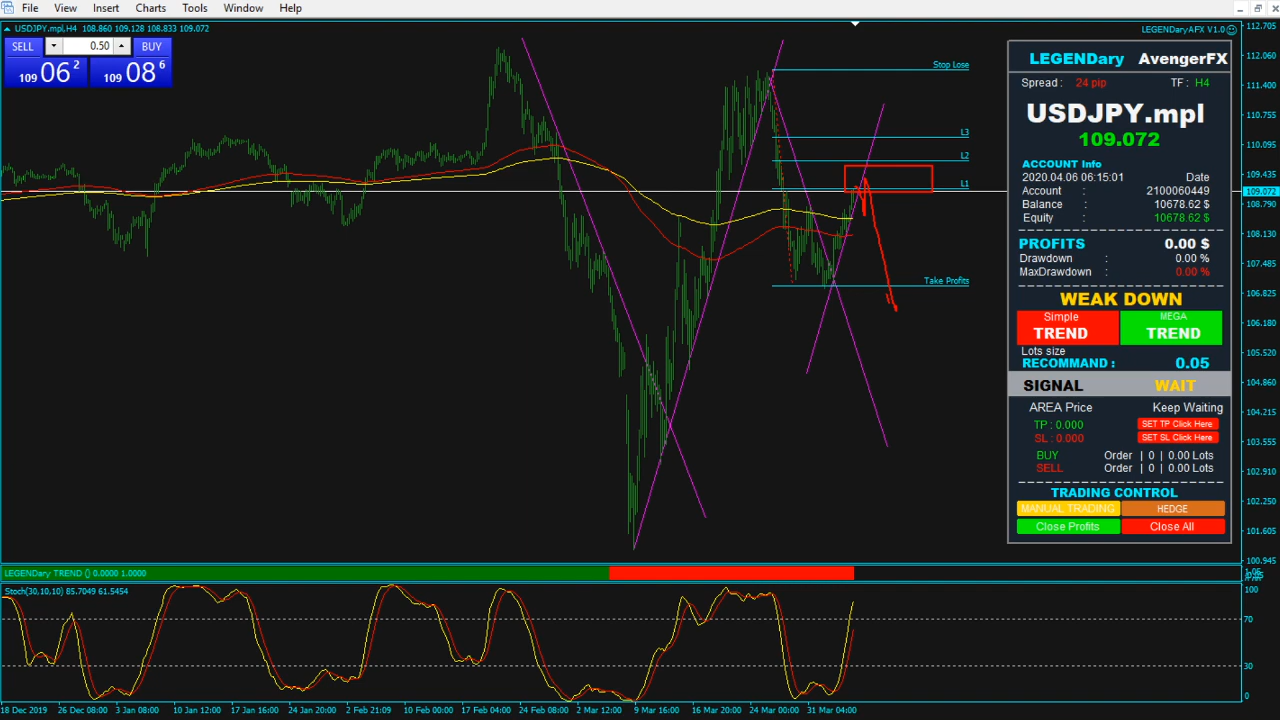 File View Insert Charts Tools Window Help
USDJPY.mpl,H4 108.860 109.128 108.833 109.072
LEGENDaryAFX V1.0
SELL 0.50 BUY
109 06 2 109 08 6
Stop Lose
L3
L2
L1
Take Profits
LEGENDary AvengerFX
Spread : 24 pip TF : H4
USDJPY.mpl
109.072
ACCOUNT Info
2020.04.06 06:15:01 Date
Account : 2100060449
Balance : 10678.62 $
Equity : 10678.62 $
PROFITS 0.00 $
Drawdown : 0.00 %
MaxDrawdown : 0.00 %
WEAK DOWN
Simple MEGA
TREND TREND
Lots size
RECOMMAND : 0.05
SIGNAL WAIT
AREA Price Keep Waiting
TP : 0.000 SET TP Click Here
SL : 0.000 SET SL Click Here
BUY Order | 0 | 0.00 Lots
SELL Order | 0 | 0.00 Lots
TRADING CONTROL
MANUAL TRADING HEDGE
Close Profits Close All
112.705
112.060
111.400
110.755
110.095
109.435
109.072
108.790
108.130
107.485
106.825
106.180
105.520
104.860
104.215
103.555
102.910
102.250
101.605
100.945
LEGENDary TREND () 0.0000 1.0000
Stoch(30,10,10) 85.7049 61.5454
100
70
30
0
18 Dec 2019 26 Dec 08:00 3 Jan 08:00 10 Jan 12:00 17 Jan 16:00 24 Jan 20:00 2 Feb 21:09 10 Feb 00:00 17 Feb 04:00 24 Feb 08:00 2 Mar 12:00 9 Mar 16:00 16 Mar 20:00 24 Mar 00:00 31 Mar 04:00